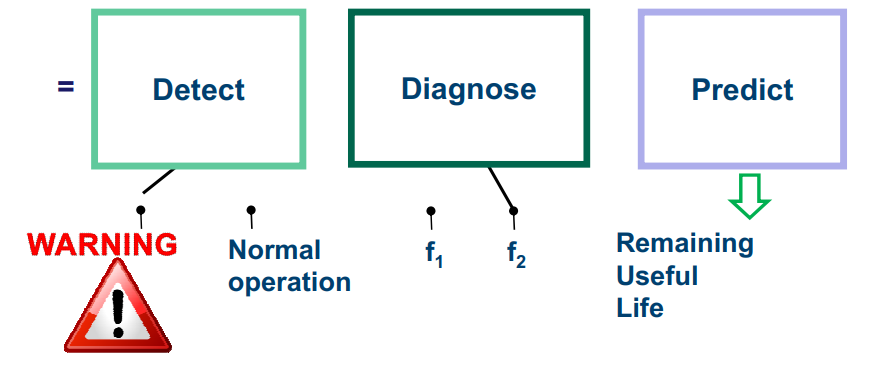 = Detect Diagnose Predict
WARNING
Normal
operation
f1 f2
Remaining
Useful
Life